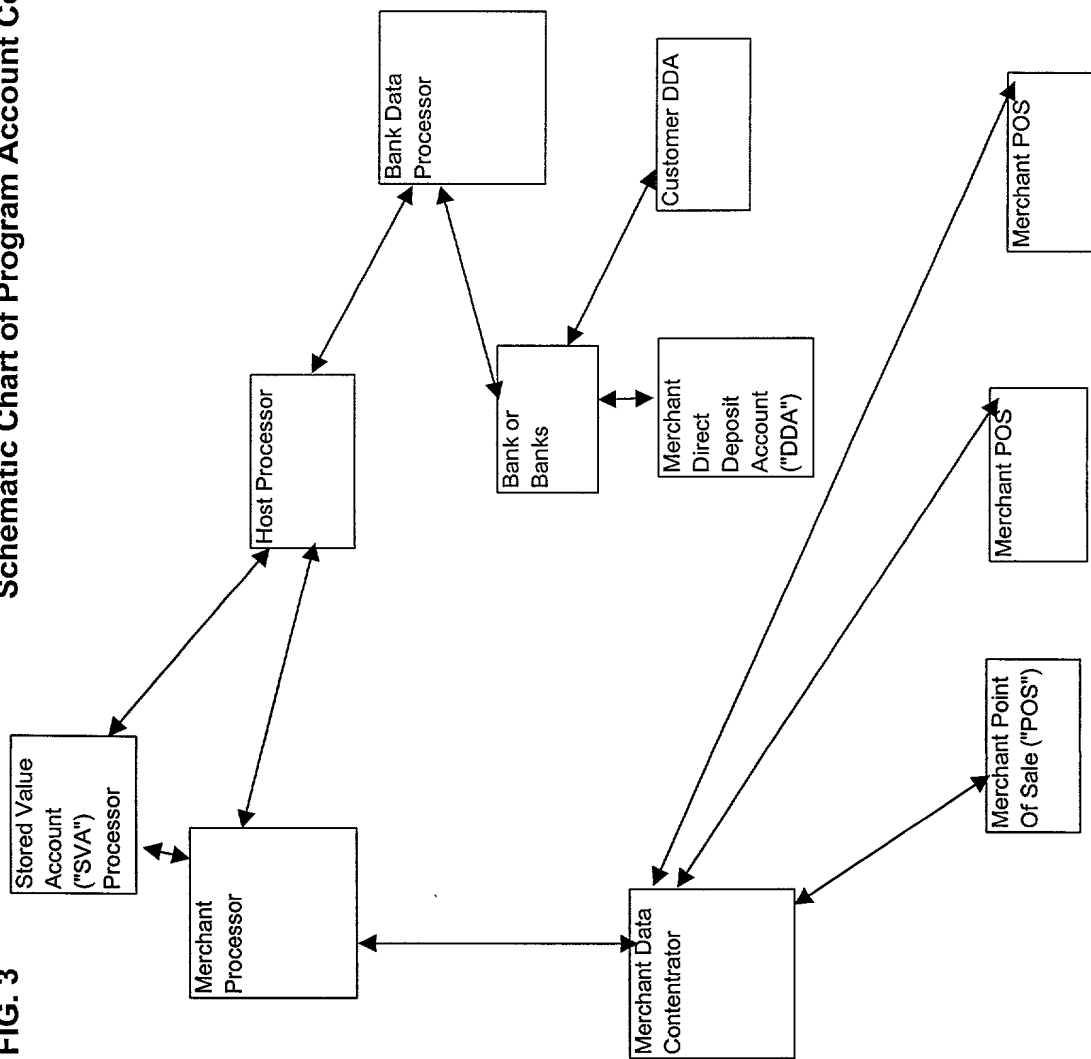 FIG. 3
Schematic Chart of Program Account
Stored Value
Account
("SVA")
Processor
Merchant
Processor
Host Processor
Bank Data
Processor
Bank or
Banks
Customer DDA
Merchant
Direct
Deposit
Account
("DDA")
Merchant Data
Contentrator
Merchant Point
Of Sale ("POS")
Merchant POS
Merchant POS